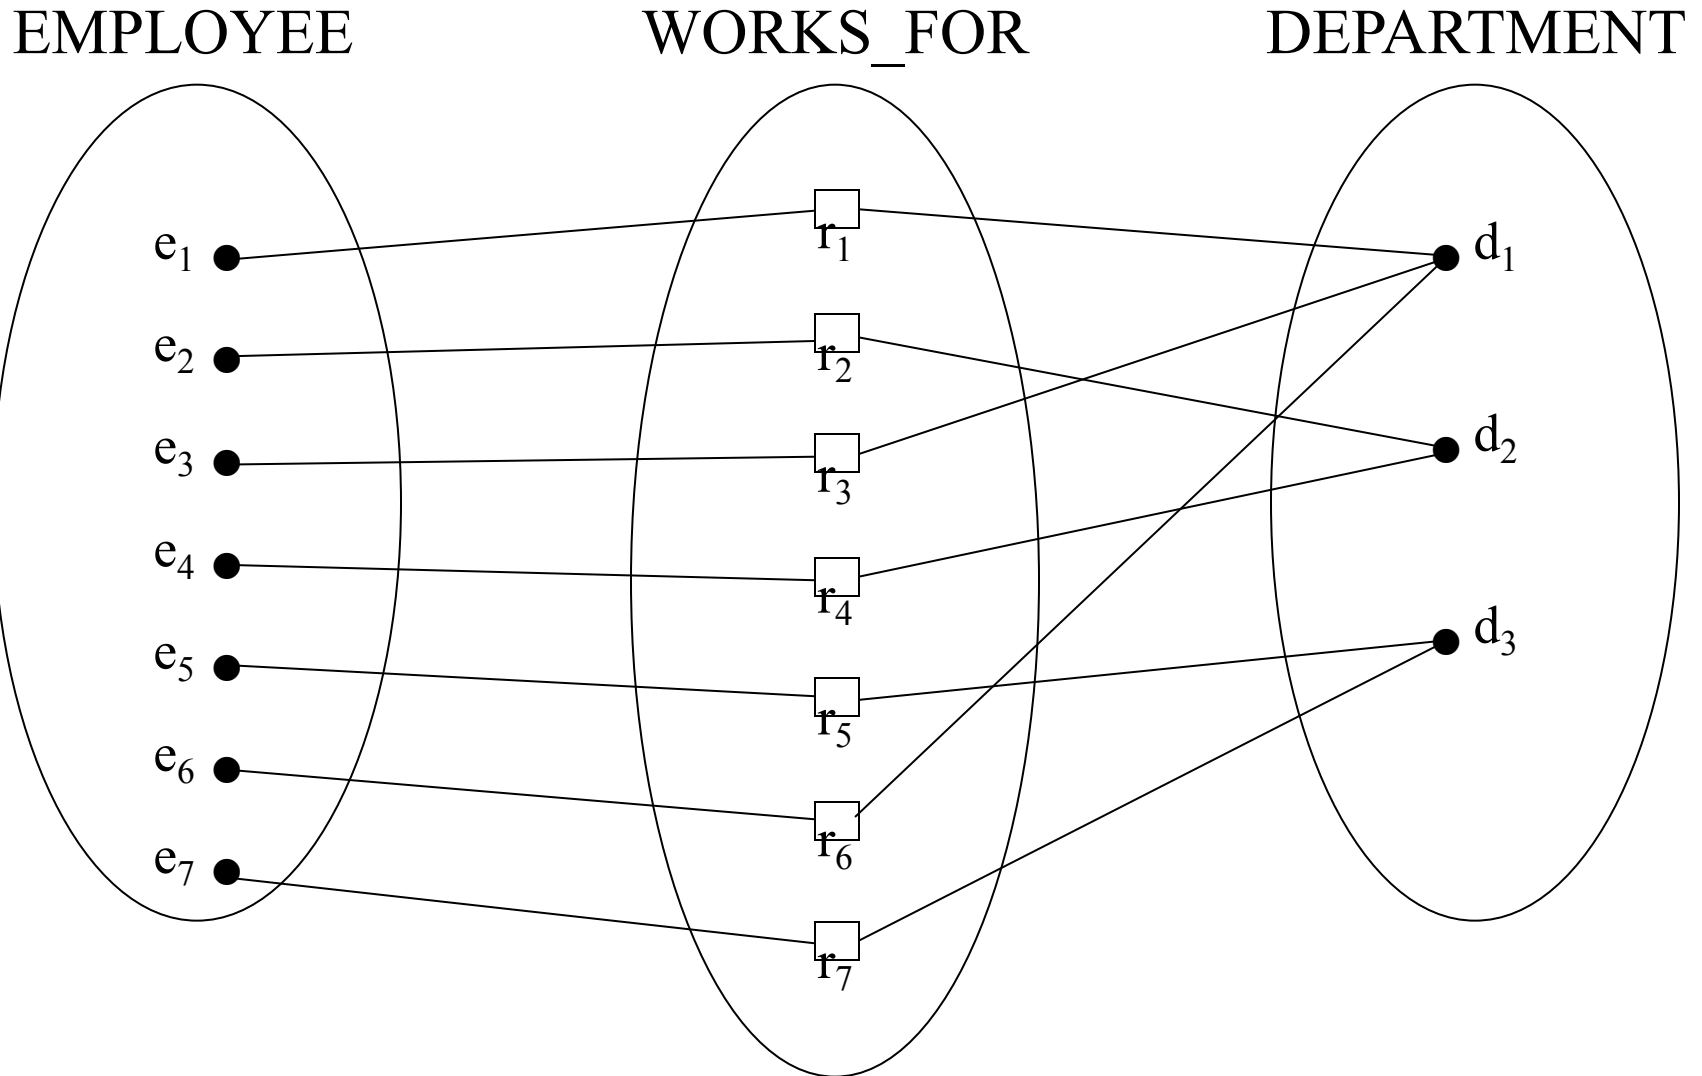 EMPLOYEE WORKS_FOR DEPARTMENT
r₁
e₁ d₁
e₂ r₂
d₂
e₃ r₃
e₄ r₄
d₃
e₅ r₅
e₆ r₆
e₇ r₇